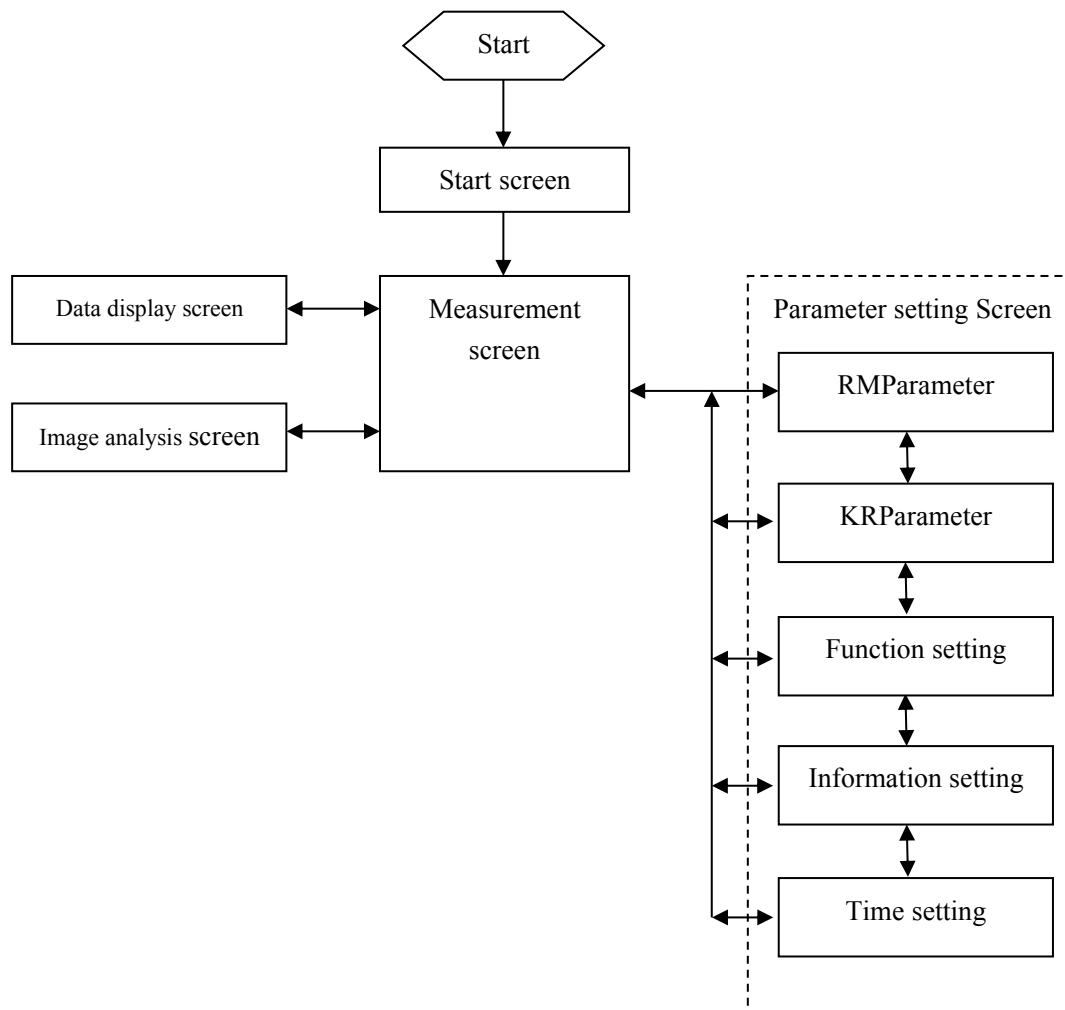 Start
Start screen
Data display screen
Image analysis screen
Measurement
screen
Parameter setting Screen
RMParameter
KRParameter
Function setting
Information setting
Time setting